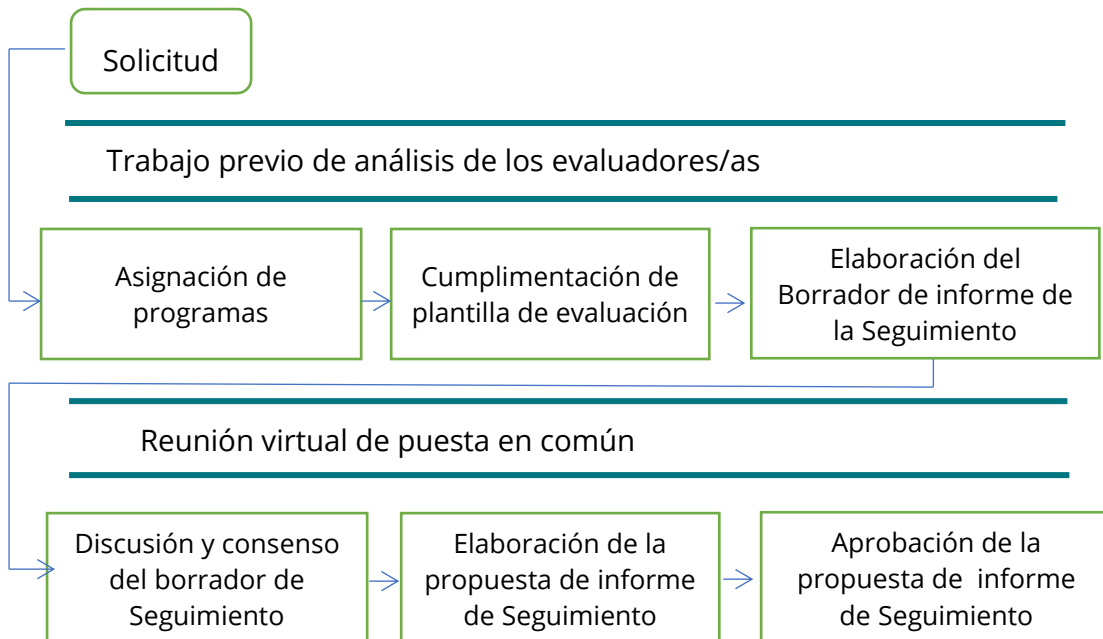 Solicitud
Trabajo previo de análisis de los evaluadores/as
Asignación de
programas
Cumplimentación de
plantilla de evaluación
Elaboración del
Borrador de informe de
la Seguimiento
Reunión virtual de puesta en común
Discusión y consenso
del borrador de
Seguimiento
Elaboración de la
propuesta de informe
de Seguimiento
Aprobación de la
propuesta de informe
de Seguimiento